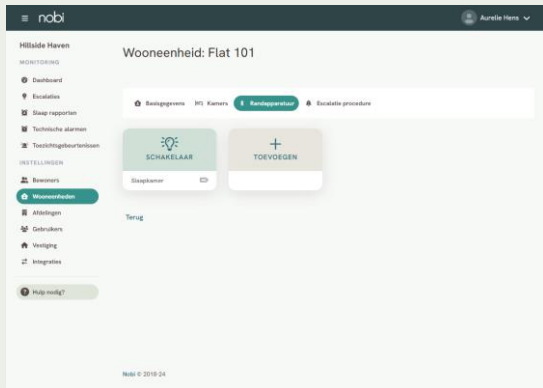 nobi
Aurelie Hens
Hillside Haven
MONITORING
Dashboard
Escalaties
Slaap rapporten
Technische alarmen
Toezichtsgebeurtenissen
INSTELLINGEN
Bewoners
Wooneenheden
Afdelingen
Gebruikers
Vestiging
Integraties
Hulp nodig?
Wooneenheid: Flat 101
Basisgegevens Kamers Randapparatuur Escalatie procedure
SCHAKELAAR
Slaapkamer
TOEVOEGEN
Terug
Nobi © 2018-24